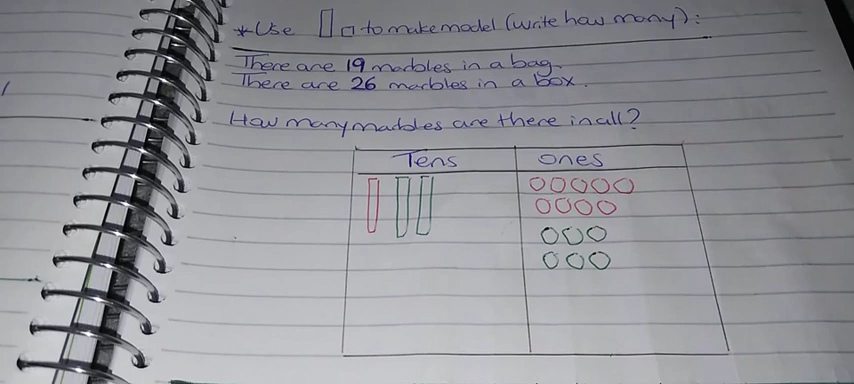 *Use to make model (write how many):
There are 19 marbles in a bag.
There are 26 marbles in a box.
How many marbles are there in all?
Tens ones